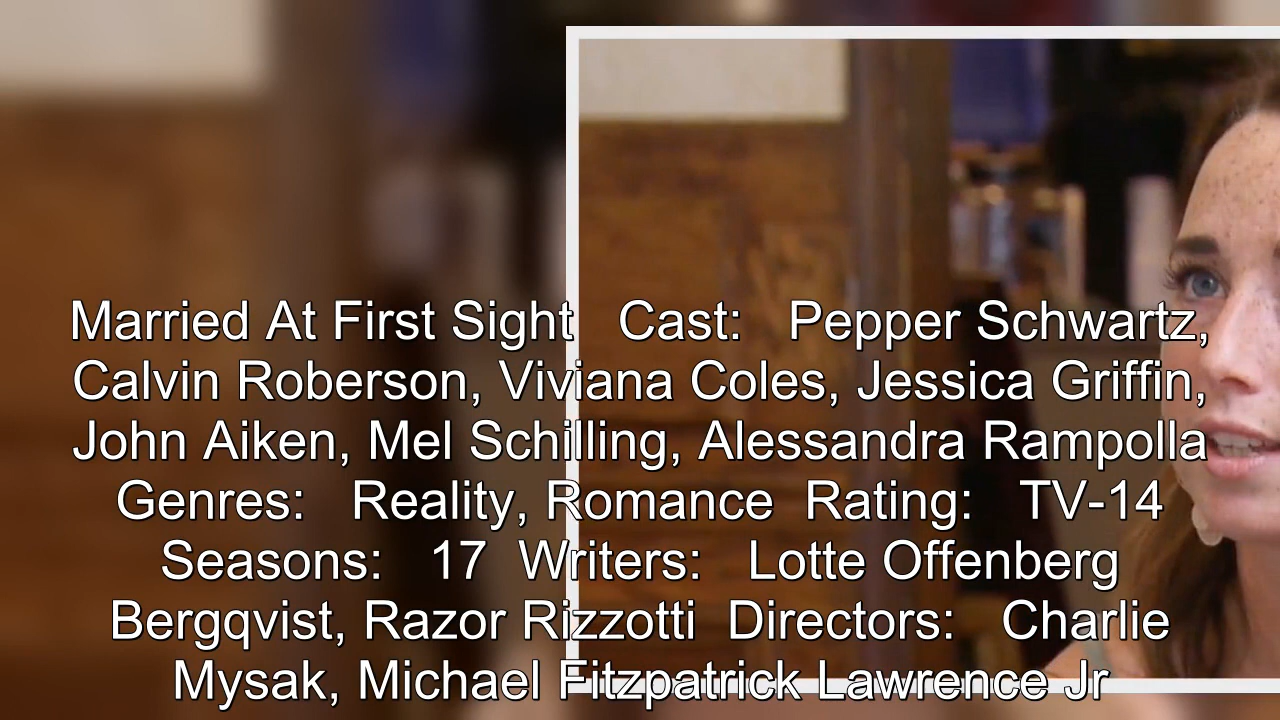 Married At First Sight   Cast:   Pepper Schwartz,
Calvin Roberson, Viviana Coles, Jessica Griffin,
John Aiken, Mel Schilling, Alessandra Rampolla
Genres:   Reality, Romance  Rating:   TV-14
Seasons:   17  Writers:   Lotte Offenberg
Bergqvist, Razor Rizzotti  Directors:   Charlie
Mysak, Michael Fitzpatrick Lawrence Jr